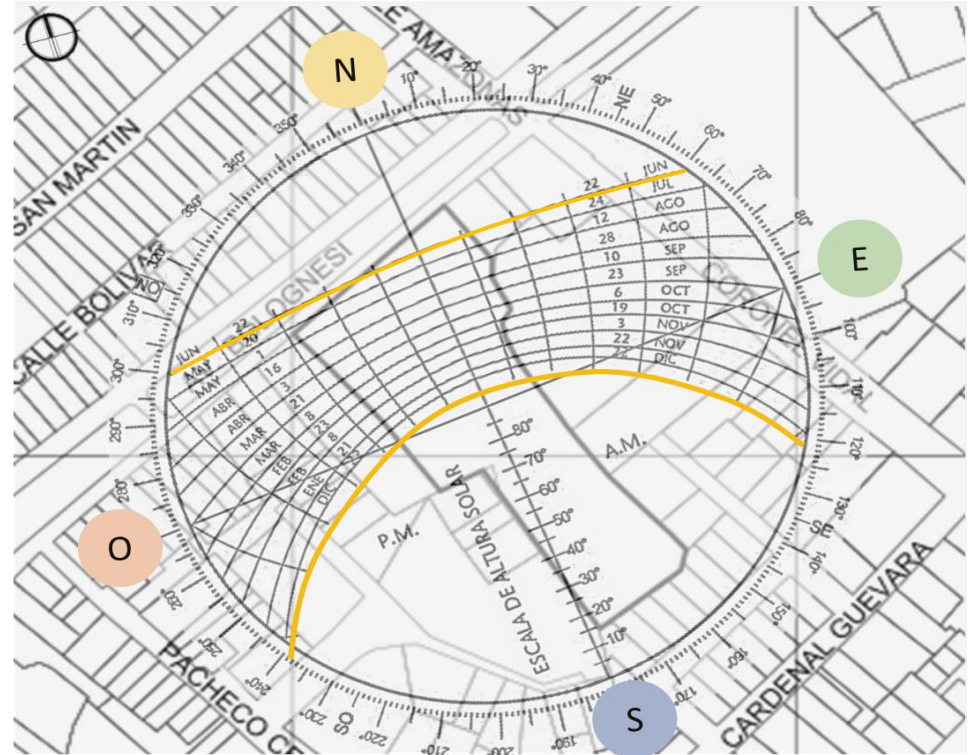 CALLE AMAZONAS
SAN MARTIN
CALLE BOLIVAR
BOLOGNESI
CORONEL VIDAL
PACHECO CE
CARDENAL GUEVARA
N
E
S
O
10°
20°
30°
40°
NE
50°
60°
70°
80°
100°
110°
120°
130°
SE
140°
150°
160°
170°
190°
200°
210°
220°
SO
230°
240°
250°
260°
280°
290°
300°
310°
NO
320°
330°
340°
350°
22 JUN
24 JUL
12 AGO
28 AGO
10 SEP
23 SEP
6 OCT
19 OCT
3 NOV
22 NOV
22 DIC
JUN 22
MAY 20
MAY 1
ABR 16
ABR 3
MAR 21
MAR 8
FEB 23
FEB 8
ENE 21
DIC 22
A.M.
P.M.
ESCALA DE ALTURA SOLAR
80°
70°
60°
50°
40°
30°
20°
10°